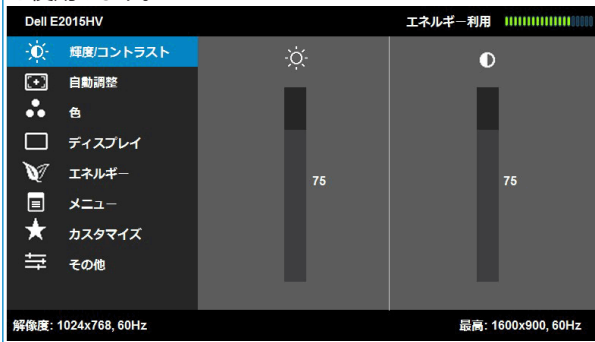 Dell E2015HV
エネルギー利用
輝度/コントラスト
自動調整
色
ディスプレイ
エネルギー
メニュー
カスタマイズ
その他
75
75
解像度: 1024x768, 60Hz
最高: 1600x900, 60Hz